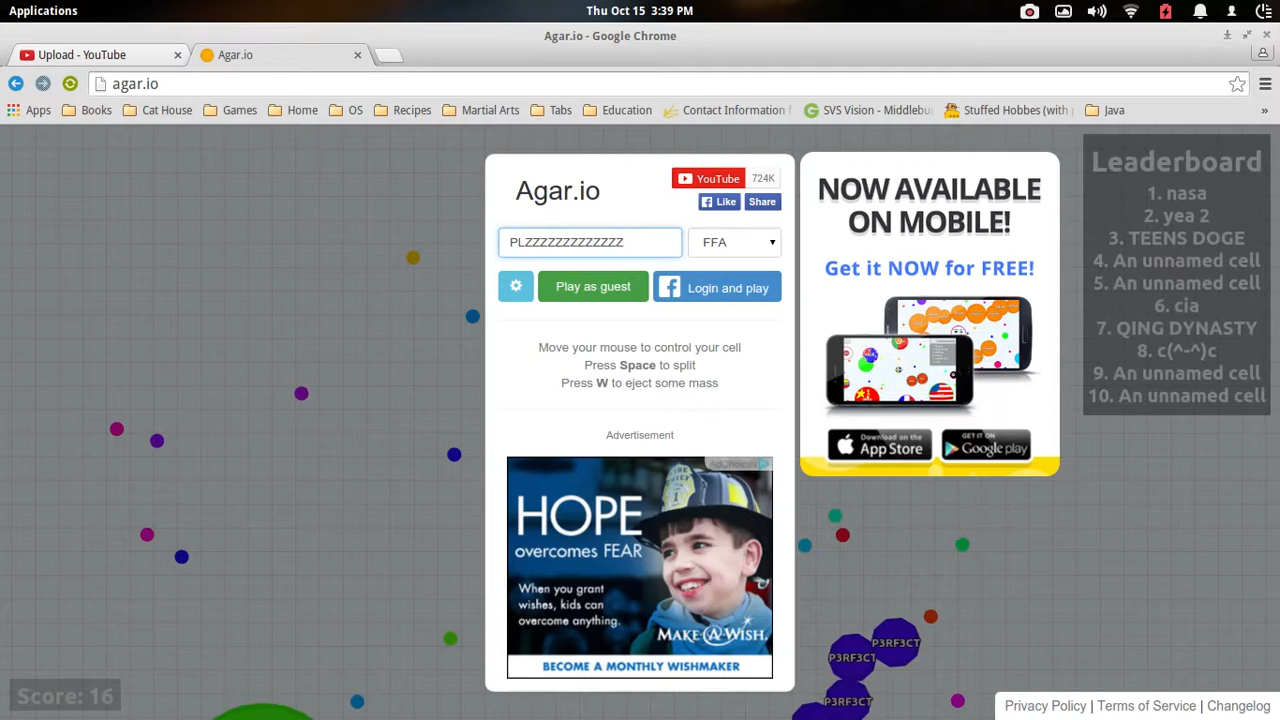 Applications
Thu Oct 15 3:39 PM
Agar.io - Google Chrome
Upload - YouTube
Agar.io
agar.io
Apps Books Cat House Games Home OS Recipes Martial Arts Tabs Education Contact Information f SVS Vision - Middlebu Stuffed Hobbes (with Java »
Agar.io
YouTube 724K
Like Share
PLZZZZZZZZZZZZZ
FFA
Play as guest
Login and play
Move your mouse to control your cell
Press Space to split
Press W to eject some mass
Advertisement
AdChoices
HOPE
overcomes FEAR
When you grant
wishes, kids can
overcome anything.
MAKE-A-WISH.
BECOME A MONTHLY WISHMAKER
NOW AVAILABLE
ON MOBILE!
Get it NOW for FREE!
Download on the
App Store
GET IT ON
Google play
Leaderboard
1. nasa
2. yea 2
3. TEENS DOGE
4. An unnamed cell
5. An unnamed cell
6. cia
7. QING DYNASTY
8. c(^-^)c
9. An unnamed cell
10. An unnamed cell
P3RF3CT
P3RF3CT
P3RF3CT
Score: 16
Privacy Policy | Terms of Service | Changelog